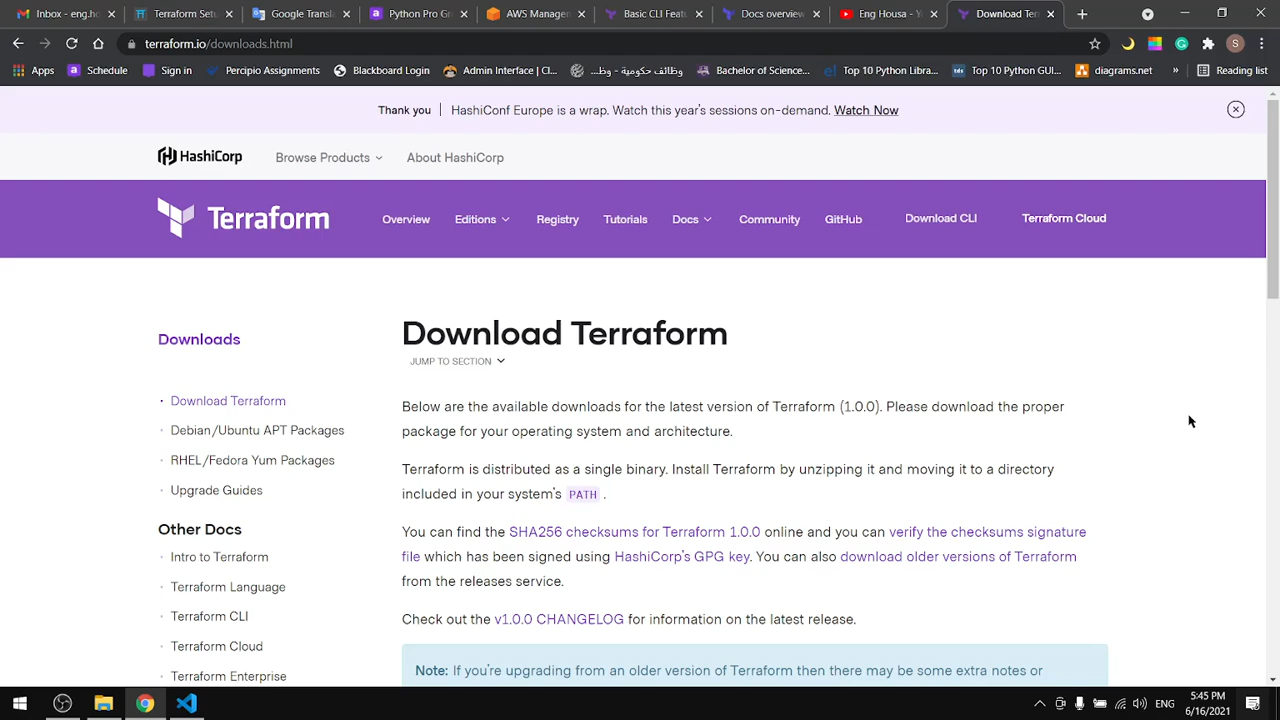 Inbox - eng.h
Terraform Setu
Google Transl
Python Pro Gr
AWS Manage
Basic CLI Featu
Docs overview
Eng Housa - Y
Download Terr
terraform.io/downloads.html
Apps
Schedule
Sign in
Percipio Assignments
Blackboard Login
Admin Interface | Cl...
وظائف حكومية - وظ...
Bachelor of Science...
Top 10 Python Libra...
Top 10 Python GUI...
diagrams.net
»
Reading list
Thank you | HashiConf Europe is a wrap. Watch this year's sessions on-demand. Watch Now
HashiCorp Browse Products About HashiCorp
Terraform Overview Editions Registry Tutorials Docs Community GitHub Download CLI Terraform Cloud
Downloads
Download Terraform
Debian/Ubuntu APT Packages
RHEL/Fedora Yum Packages
Upgrade Guides
Other Docs
Intro to Terraform
Terraform Language
Terraform CLI
Terraform Cloud
Terraform Enterprise
Download Terraform
JUMP TO SECTION
Below are the available downloads for the latest version of Terraform (1.0.0). Please download the proper
package for your operating system and architecture.
Terraform is distributed as a single binary. Install Terraform by unzipping it and moving it to a directory
included in your system's PATH .
You can find the SHA256 checksums for Terraform 1.0.0 online and you can verify the checksums signature
file which has been signed using HashiCorp's GPG key. You can also download older versions of Terraform
from the releases service.
Check out the v1.0.0 CHANGELOG for information on the latest release.
Note: If you're upgrading from an older version of Terraform then there may be some extra notes or
ENG
5:45 PM
6/16/2021